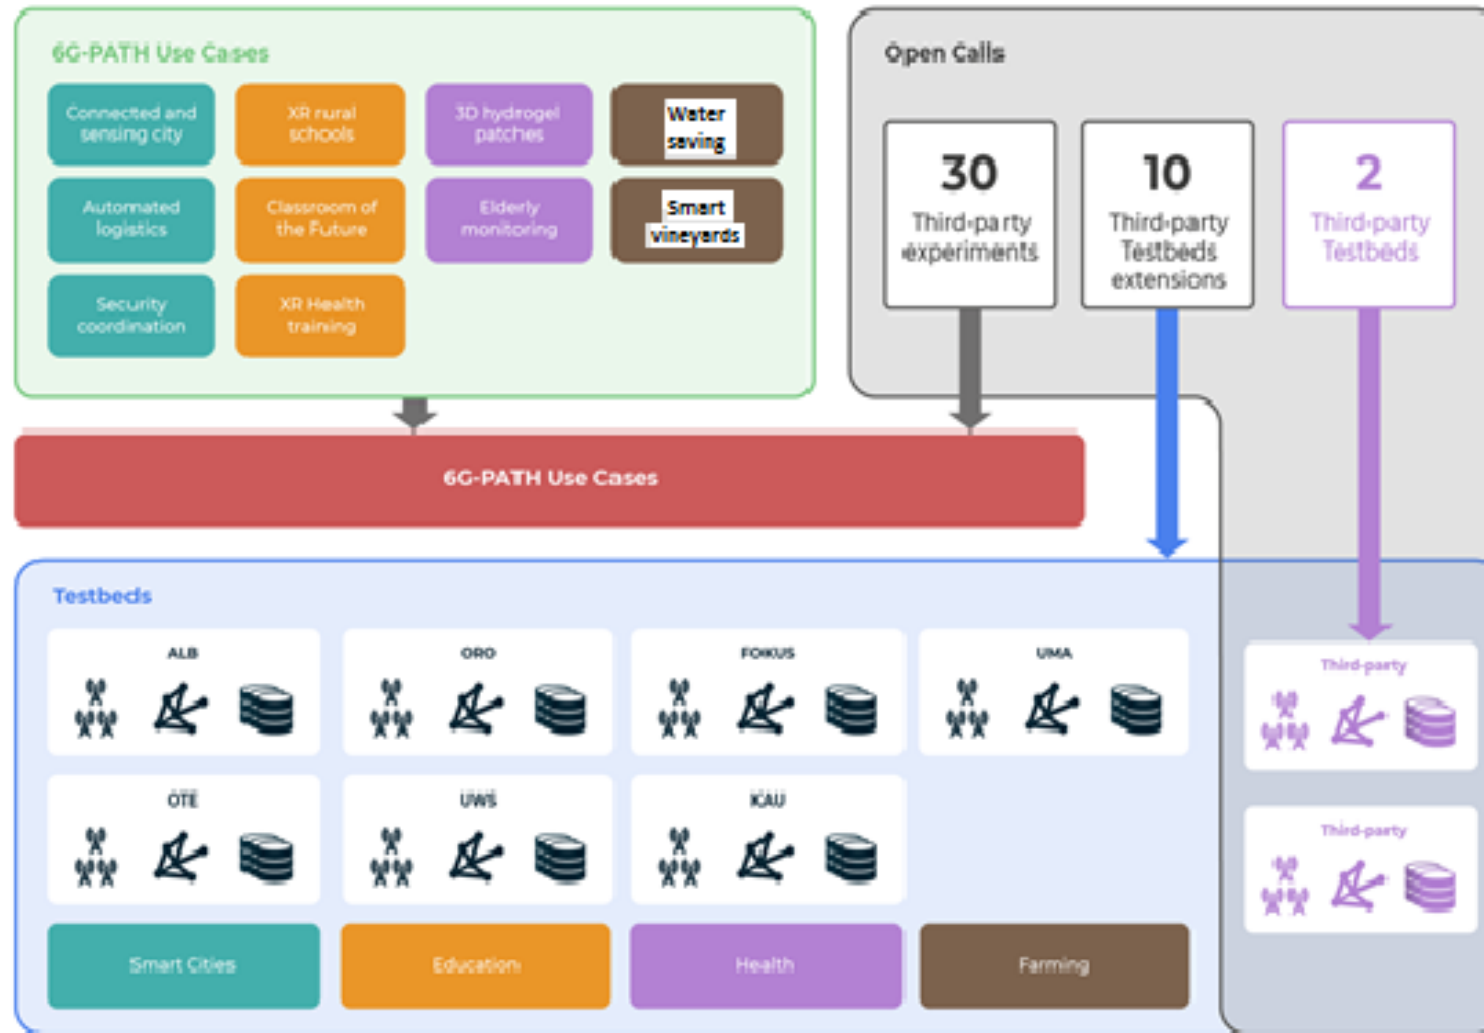 6G-PATH Use Cases
Connected and
sensing city
XR rural
schools
3D hydrogel
patches
Water
saving
Automated
logistics
Classroom of
the Future
Elderly
monitoring
Smart
vineyards
Security
coordination
XR Health
training
Open Calls
30
Third-party
experiments
10
Third-party
Testbeds
extensions
2
Third-party
Testbeds
6G-PATH Use Cases
Testbeds
ALB
ORO
FOKUS
UMA
Third-party
OTE
UWS
KAU
Third-party
Smart Cities
Education
Health
Farming